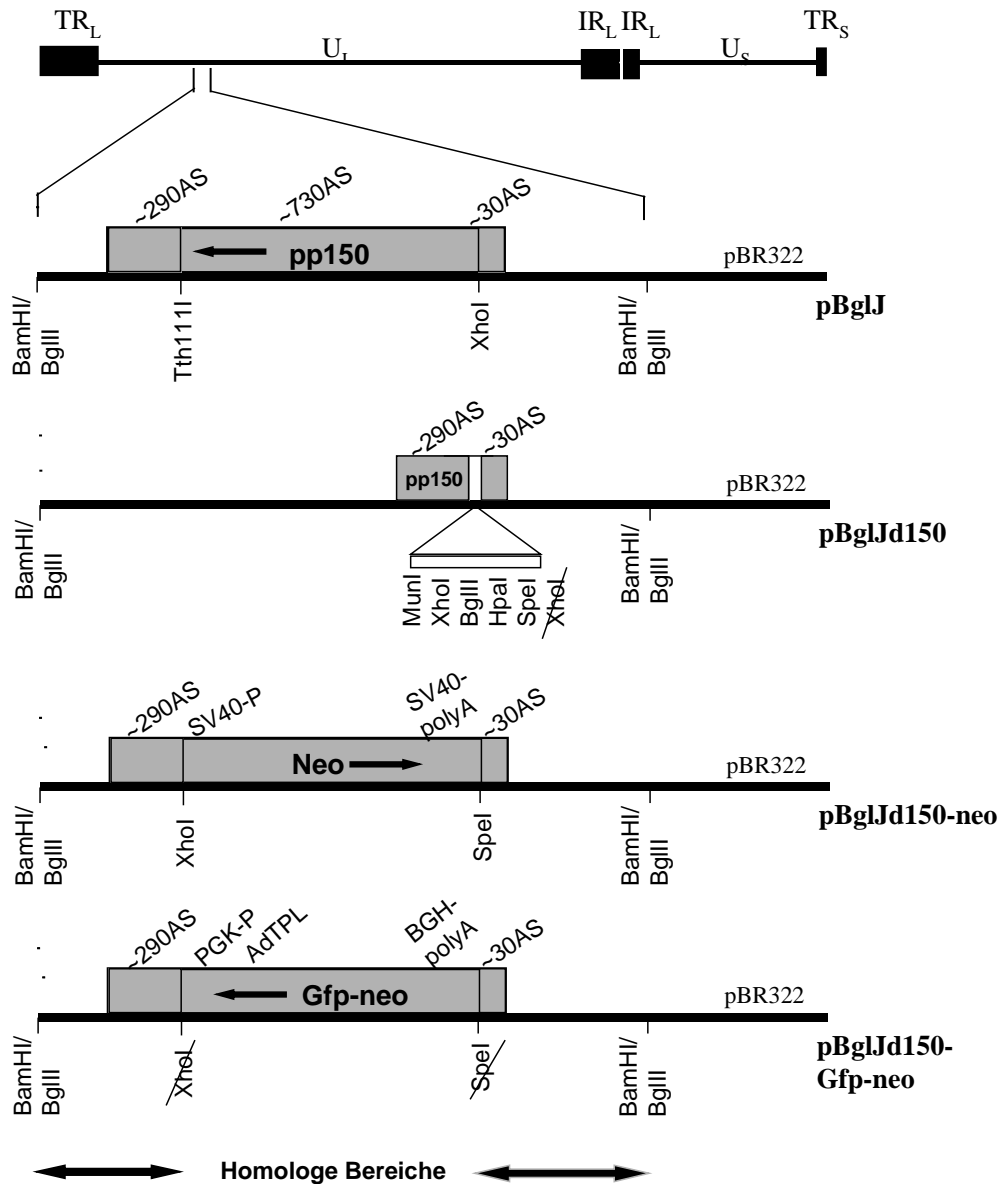 TRL IRL IRL TRS
UL US
~290AS ~730AS ~30AS
pp150
pBR322
pBglJ
BamHI/
BglII
Tth111I
XhoI
BamHI/
BglII
~290AS ~30AS
pp150
pBR322
pBglJd150
BamHI/
BglII
MunI
XhoI
BglII
HpaI
SpeI
XhoI
BamHI/
BglII
~290AS
SV40-P
SV40-
polyA
~30AS
Neo
pBR322
pBglJd150-neo
BamHI/
BglII
XhoI
SpeI
BamHI/
BglII
~290AS
PGK-P
AdTPL
BGH-
polyA
~30AS
Gfp-neo
pBR322
pBglJd150-
Gfp-neo
BamHI/
BglII
XhoI
SpeI
BamHI/
BglII
Homologe Bereiche